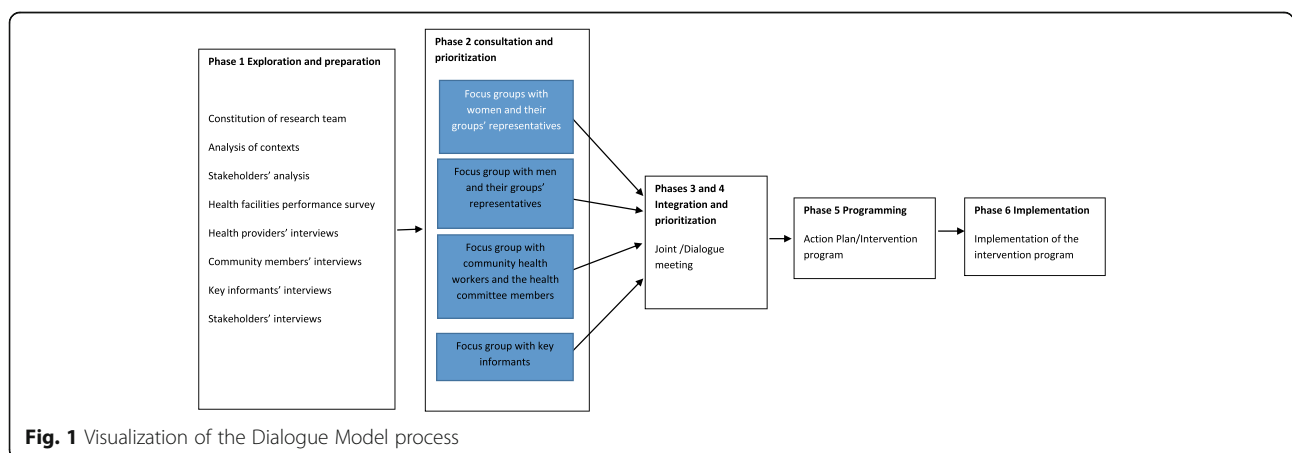 Phase 1 Exploration and preparation
Constitution of research team
Analysis of contexts
Stakeholders' analysis
Health facilities performance survey
Health providers' interviews
Community members' interviews
Key informants' interviews
Stakeholders' interviews
Phase 2 consultation and
prioritization
Focus groups with
women and their
groups' representatives
Focus group with men
and their groups'
representatives
Focus group with
community health
workers and the health
committee members
Focus group with key
informants
Phases 3 and 4
Integration and
prioritization
Joint /Dialogue
meeting
Phase 5 Programming
Action Plan/Intervention
program
Phase 6 Implementation
Implementation of the
intervention program
Fig. 1 Visualization of the Dialogue Model process